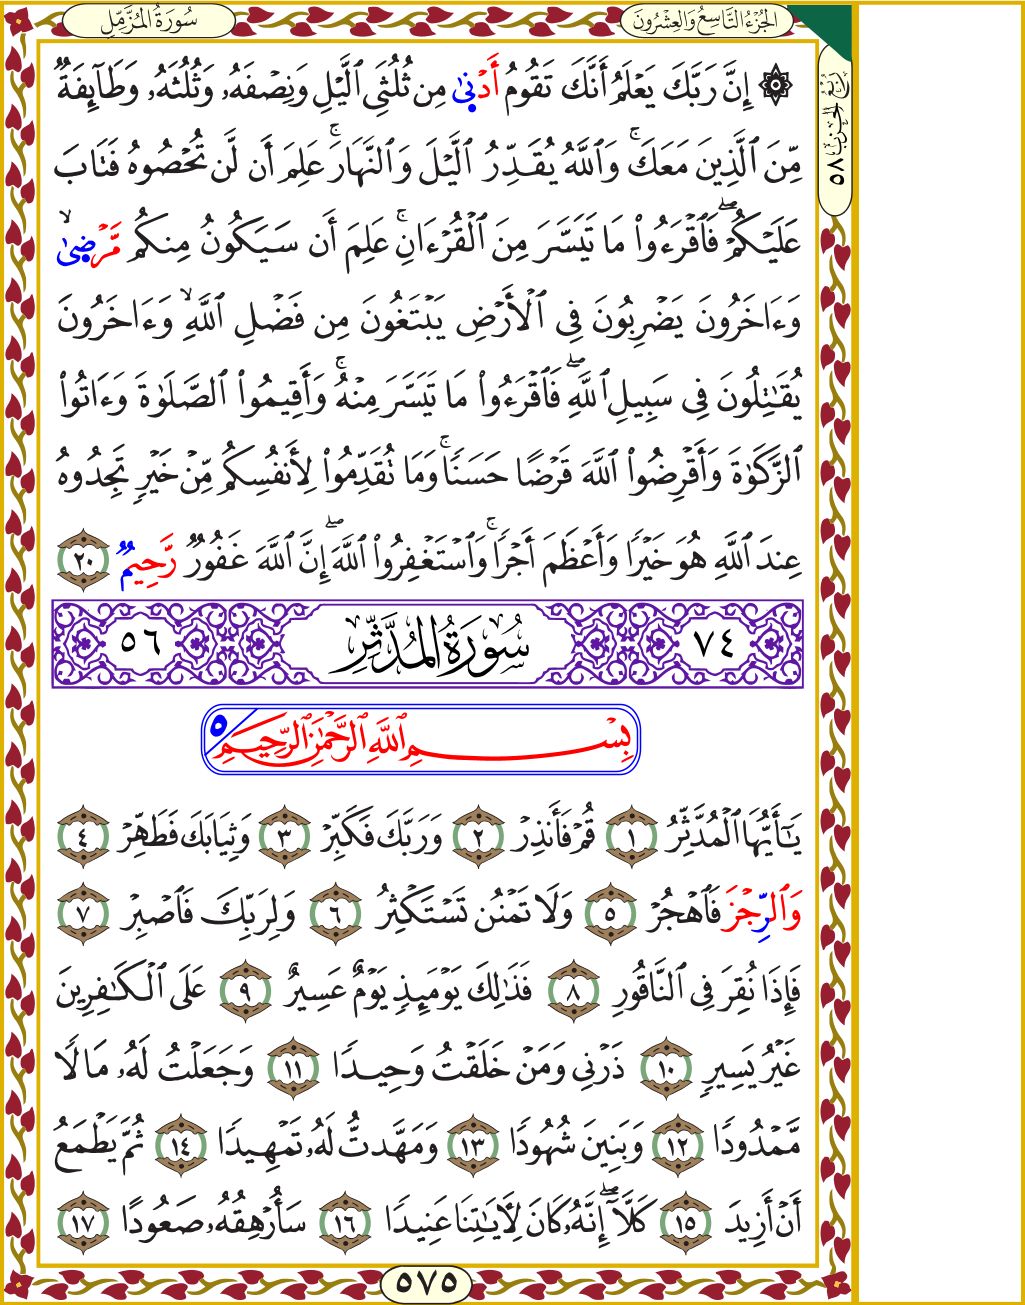 سُورَةُ المُزَّمِّلِ
الجُزْءُ التَّاسِعُ وَالعِشْرُونَ
رُبْعُ الحِزْبِ ٥٨
۞ إِنَّ رَبَّكَ يَعْلَمُ أَنَّكَ تَقُومُ أَدْنَىٰ مِن ثُلُثَيِ ٱلَّيْلِ وَنِصْفَهُۥ وَثُلُثَهُۥ وَطَآئِفَةٌ
مِّنَ ٱلَّذِينَ مَعَكَۚ وَٱللَّهُ يُقَدِّرُ ٱلَّيْلَ وَٱلنَّهَارَۚ عَلِمَ أَن لَّن تُحْصُوهُ فَتَابَ
عَلَيْكُمْۖ فَٱقْرَءُوا۟ مَا تَيَسَّرَ مِنَ ٱلْقُرْءَانِۚ عَلِمَ أَن سَيَكُونُ مِنكُم مَّرْضَىٰۙ
وَءَاخَرُونَ يَضْرِبُونَ فِى ٱلْأَرْضِ يَبْتَغُونَ مِن فَضْلِ ٱللَّهِۙ وَءَاخَرُونَ
يُقَٰتِلُونَ فِى سَبِيلِ ٱللَّهِۖ فَٱقْرَءُوا۟ مَا تَيَسَّرَ مِنْهُۚ وَأَقِيمُوا۟ ٱلصَّلَوٰةَ وَءَاتُوا۟
ٱلزَّكَوٰةَ وَأَقْرِضُوا۟ ٱللَّهَ قَرْضًا حَسَنًاۚ وَمَا تُقَدِّمُوا۟ لِأَنفُسِكُم مِّنْ خَيْرٍ تَجِدُوهُ
عِندَ ٱللَّهِ هُوَ خَيْرًا وَأَعْظَمَ أَجْرًاۚ وَٱسْتَغْفِرُوا۟ ٱللَّهَۖ إِنَّ ٱللَّهَ غَفُورٌ رَّحِيمٌۢ ٢٠
٧٤ سُورَةُ المُدَّثِّرِ ٥٦
بِسْمِ ٱللَّهِ ٱلرَّحْمَٰنِ ٱلرَّحِيمِ ٥
يَٰٓأَيُّهَا ٱلْمُدَّثِّرُ ١ قُمْ فَأَنذِرْ ٢ وَرَبَّكَ فَكَبِّرْ ٣ وَثِيَابَكَ فَطَهِّرْ ٤
وَٱلرُّجْزَ فَٱهْجُرْ ٥ وَلَا تَمْنُن تَسْتَكْثِرُ ٦ وَلِرَبِّكَ فَٱصْبِرْ ٧
فَإِذَا نُقِرَ فِى ٱلنَّاقُورِ ٨ فَذَٰلِكَ يَوْمَئِذٍ يَوْمٌ عَسِيرٌ ٩ عَلَى ٱلْكَٰفِرِينَ
غَيْرُ يَسِيرٍ ١٠ ذَرْنِى وَمَنْ خَلَقْتُ وَحِيدًا ١١ وَجَعَلْتُ لَهُۥ مَالًا
مَّمْدُودًا ١٢ وَبَنِينَ شُهُودًا ١٣ وَمَهَّدتُّ لَهُۥ تَمْهِيدًا ١٤ ثُمَّ يَطْمَعُ
أَنْ أَزِيدَ ١٥ كَلَّآۖ إِنَّهُۥ كَانَ لِءَايَٰتِنَا عَنِيدًا ١٦ سَأُرْهِقُهُۥ صَعُودًا ١٧
٥٧٥